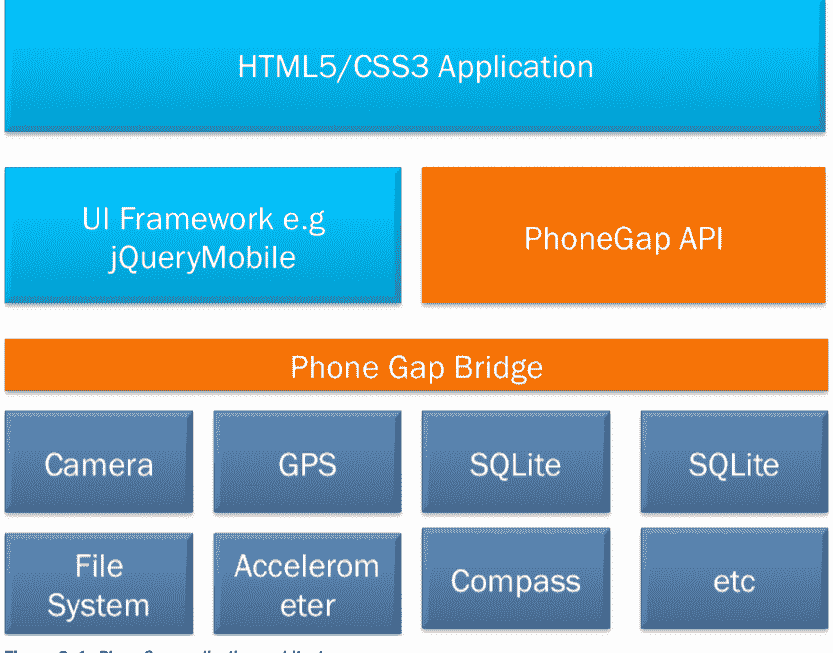 HTML5/CSS3 Application
UI Framework e.g
jQueryMobile
PhoneGap API
Phone Gap Bridge
Camera
GPS
SQLite
SQLite
File
System
Accelerom
eter
Compass
etc